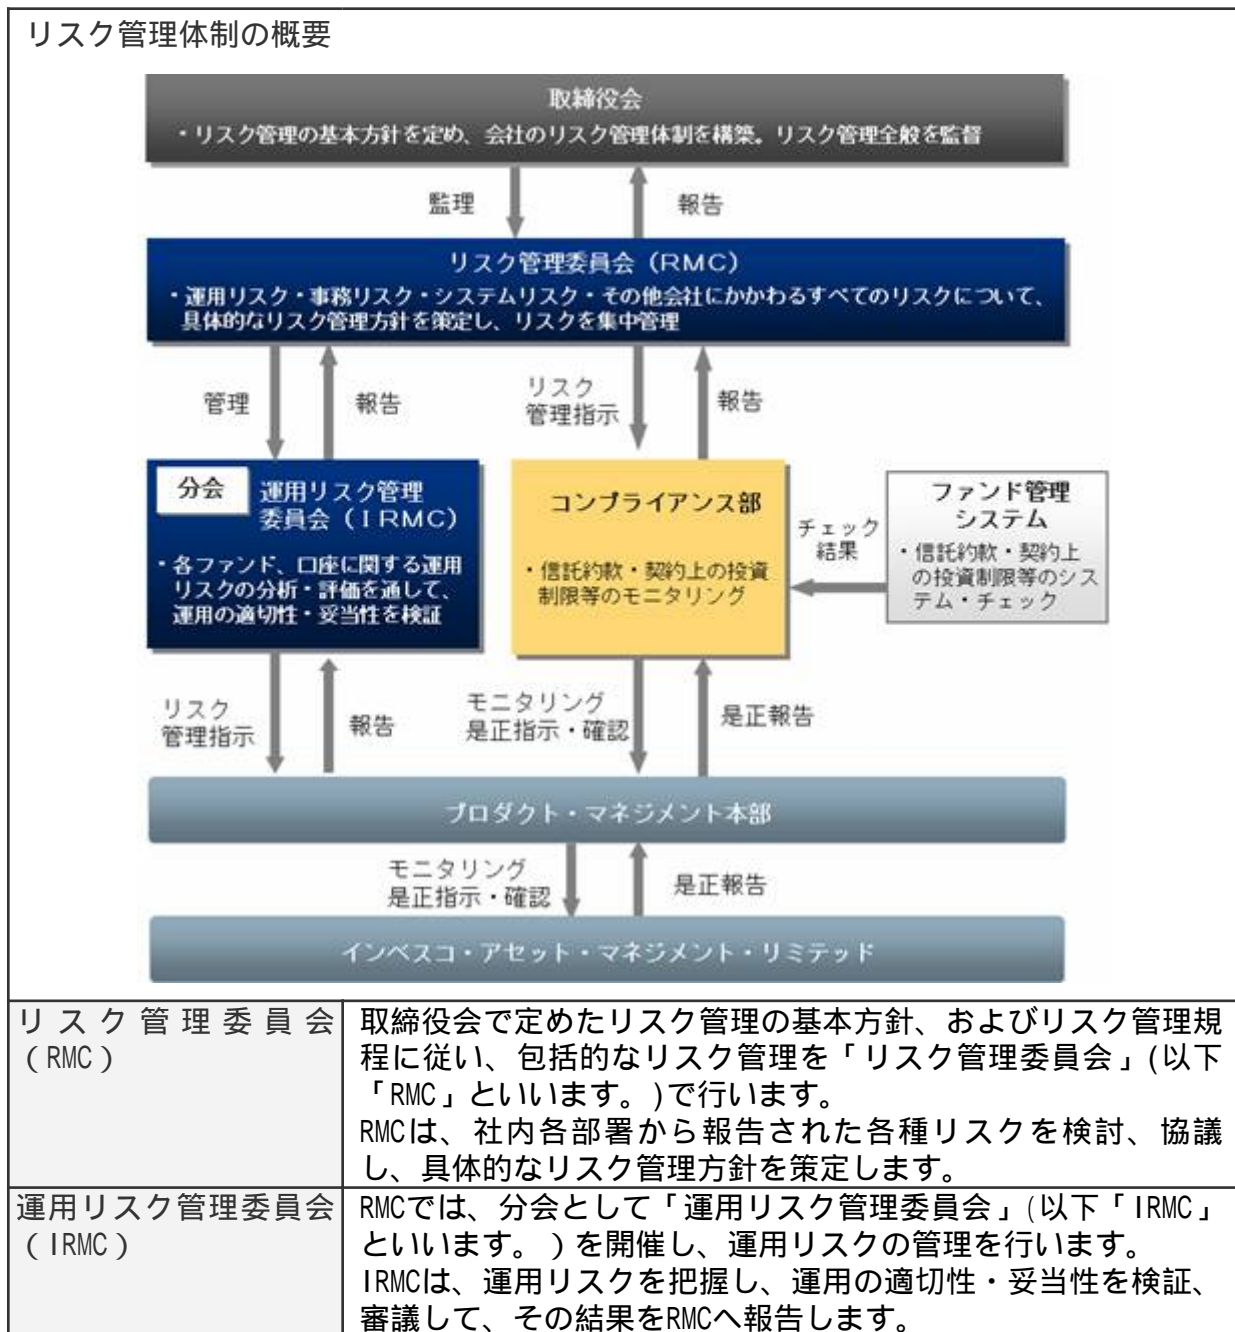 リスク管理体制の概要
取締役会
・リスク管理の基本方針を定め、会社のリスク管理体制を構築。リスク管理全般を監督
監理
報告
リスク管理委員会（RMC）
・運用リスク・事務リスク・システムリスク・その他会社にかかわるすべてのリスクについて、
具体的なリスク管理方針を策定し、リスクを集中管理
管理
報告
リスク
管理指示
報告
分会
運用リスク管理
委員会（IRMC）
・各ファンド、口座に関する運用
リスクの分析・評価を通して、
運用の適切性・妥当性を検証
コンプライアンス部
・信託約款・契約上の投資
制限等のモニタリング
チェック
結果
ファンド管理
システム
・信託約款・契約上
の投資制限等のシス
テム・チェック
リスク
管理指示
報告
モニタリング
是正指示・確認
是正報告
プロダクト・マネジメント本部
モニタリング
是正指示・確認
是正報告
インベスコ・アセット・マネジメント・リミテッド
リスク管理委員会
（RMC）
取締役会で定めたリスク管理の基本方針、およびリスク管理規
程に従い、包括的なリスク管理を「リスク管理委員会」(以下
「RMC」といいます。)で行います。
RMCは、社内各部署から報告された各種リスクを検討、協議
し、具体的なリスク管理方針を策定します。
運用リスク管理委員会
（IRMC）
RMCでは、分会として「運用リスク管理委員会」(以下「IRMC」
といいます。）を開催し、運用リスクの管理を行います。
IRMCは、運用リスクを把握し、運用の適切性・妥当性を検証、
審議して、その結果をRMCへ報告します。